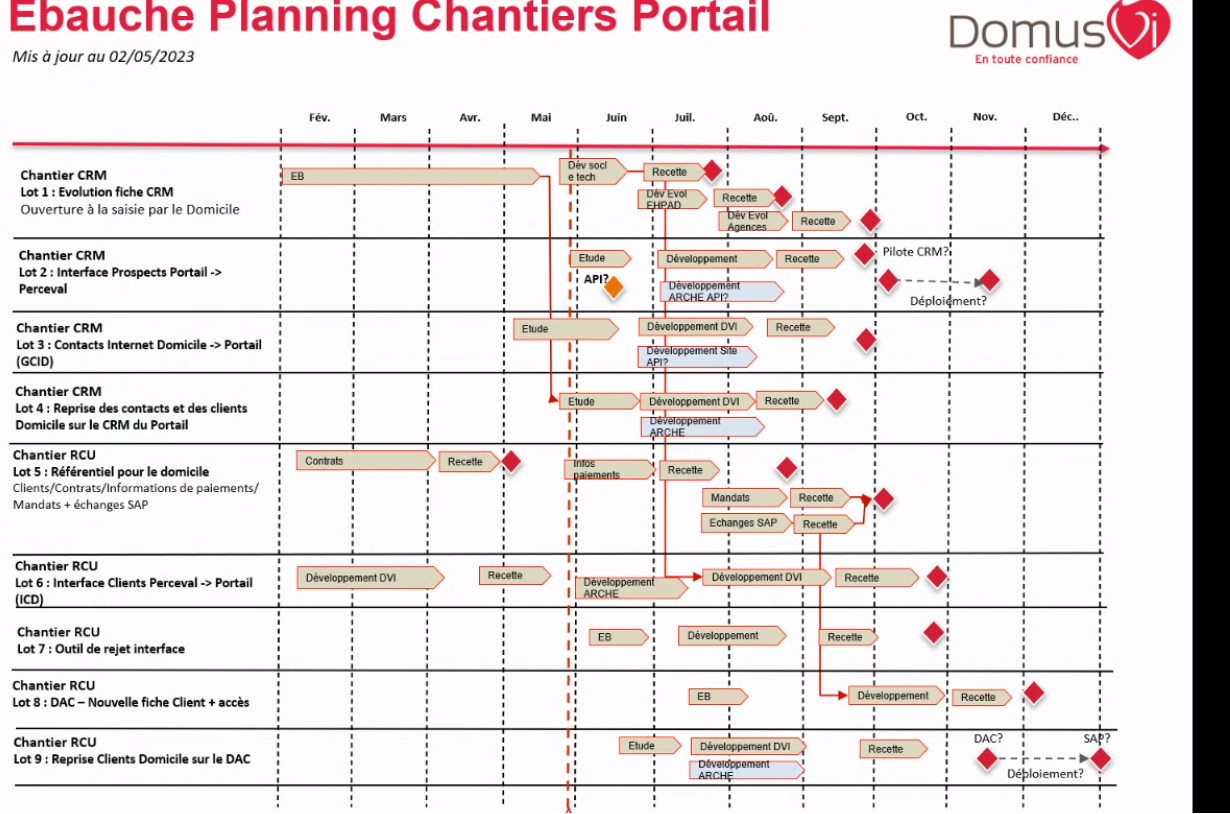 Ebauche Planning Chantiers Portail
Mis à jour au 02/05/2023
DomusVi
En toute confiance
Fév. Mars Avr. Mai Juin Juil. Aoû. Sept. Oct. Nov. Déc..
Chantier CRM
Lot 1 : Evolution fiche CRM
Ouverture à la saisie par le Domicile
EB
Dév socl
e tech
Recette
Dév Evol
EHPAD
Recette
Dév Evol
Agences
Recette
Chantier CRM
Lot 2 : Interface Prospects Portail ->
Perceval
Etude
API?
Développement
Recette
Développement
ARCHE API?
Pilote CRM?
Déploiement?
Chantier CRM
Lot 3 : Contacts Internet Domicile -> Portail
(GCID)
Etude
Développement DVI
Recette
Développement Site
API?
Chantier CRM
Lot 4 : Reprise des contacts et des clients
Domicile sur le CRM du Portail
Etude
Développement DVI
Recette
Développement
ARCHE
Chantier RCU
Lot 5 : Référentiel pour le domicile
Clients/Contrats/Informations de paiements/
Mandats + échanges SAP
Contrats
Recette
Infos
paiements
Recette
Mandats
Recette
Echanges SAP
Recette
Chantier RCU
Lot 6 : Interface Clients Perceval -> Portail
(ICD)
Développement DVI
Recette
Développement
ARCHE
Développement DVI
Recette
Chantier RCU
Lot 7 : Outil de rejet interface
EB
Développement
Recette
Chantier RCU
Lot 8 : DAC – Nouvelle fiche Client + accès
EB
Développement
Recette
Chantier RCU
Lot 9 : Reprise Clients Domicile sur le DAC
Etude
Développement DVI
Développement
ARCHE
Recette
DAC?
SAP?
Déploiement?